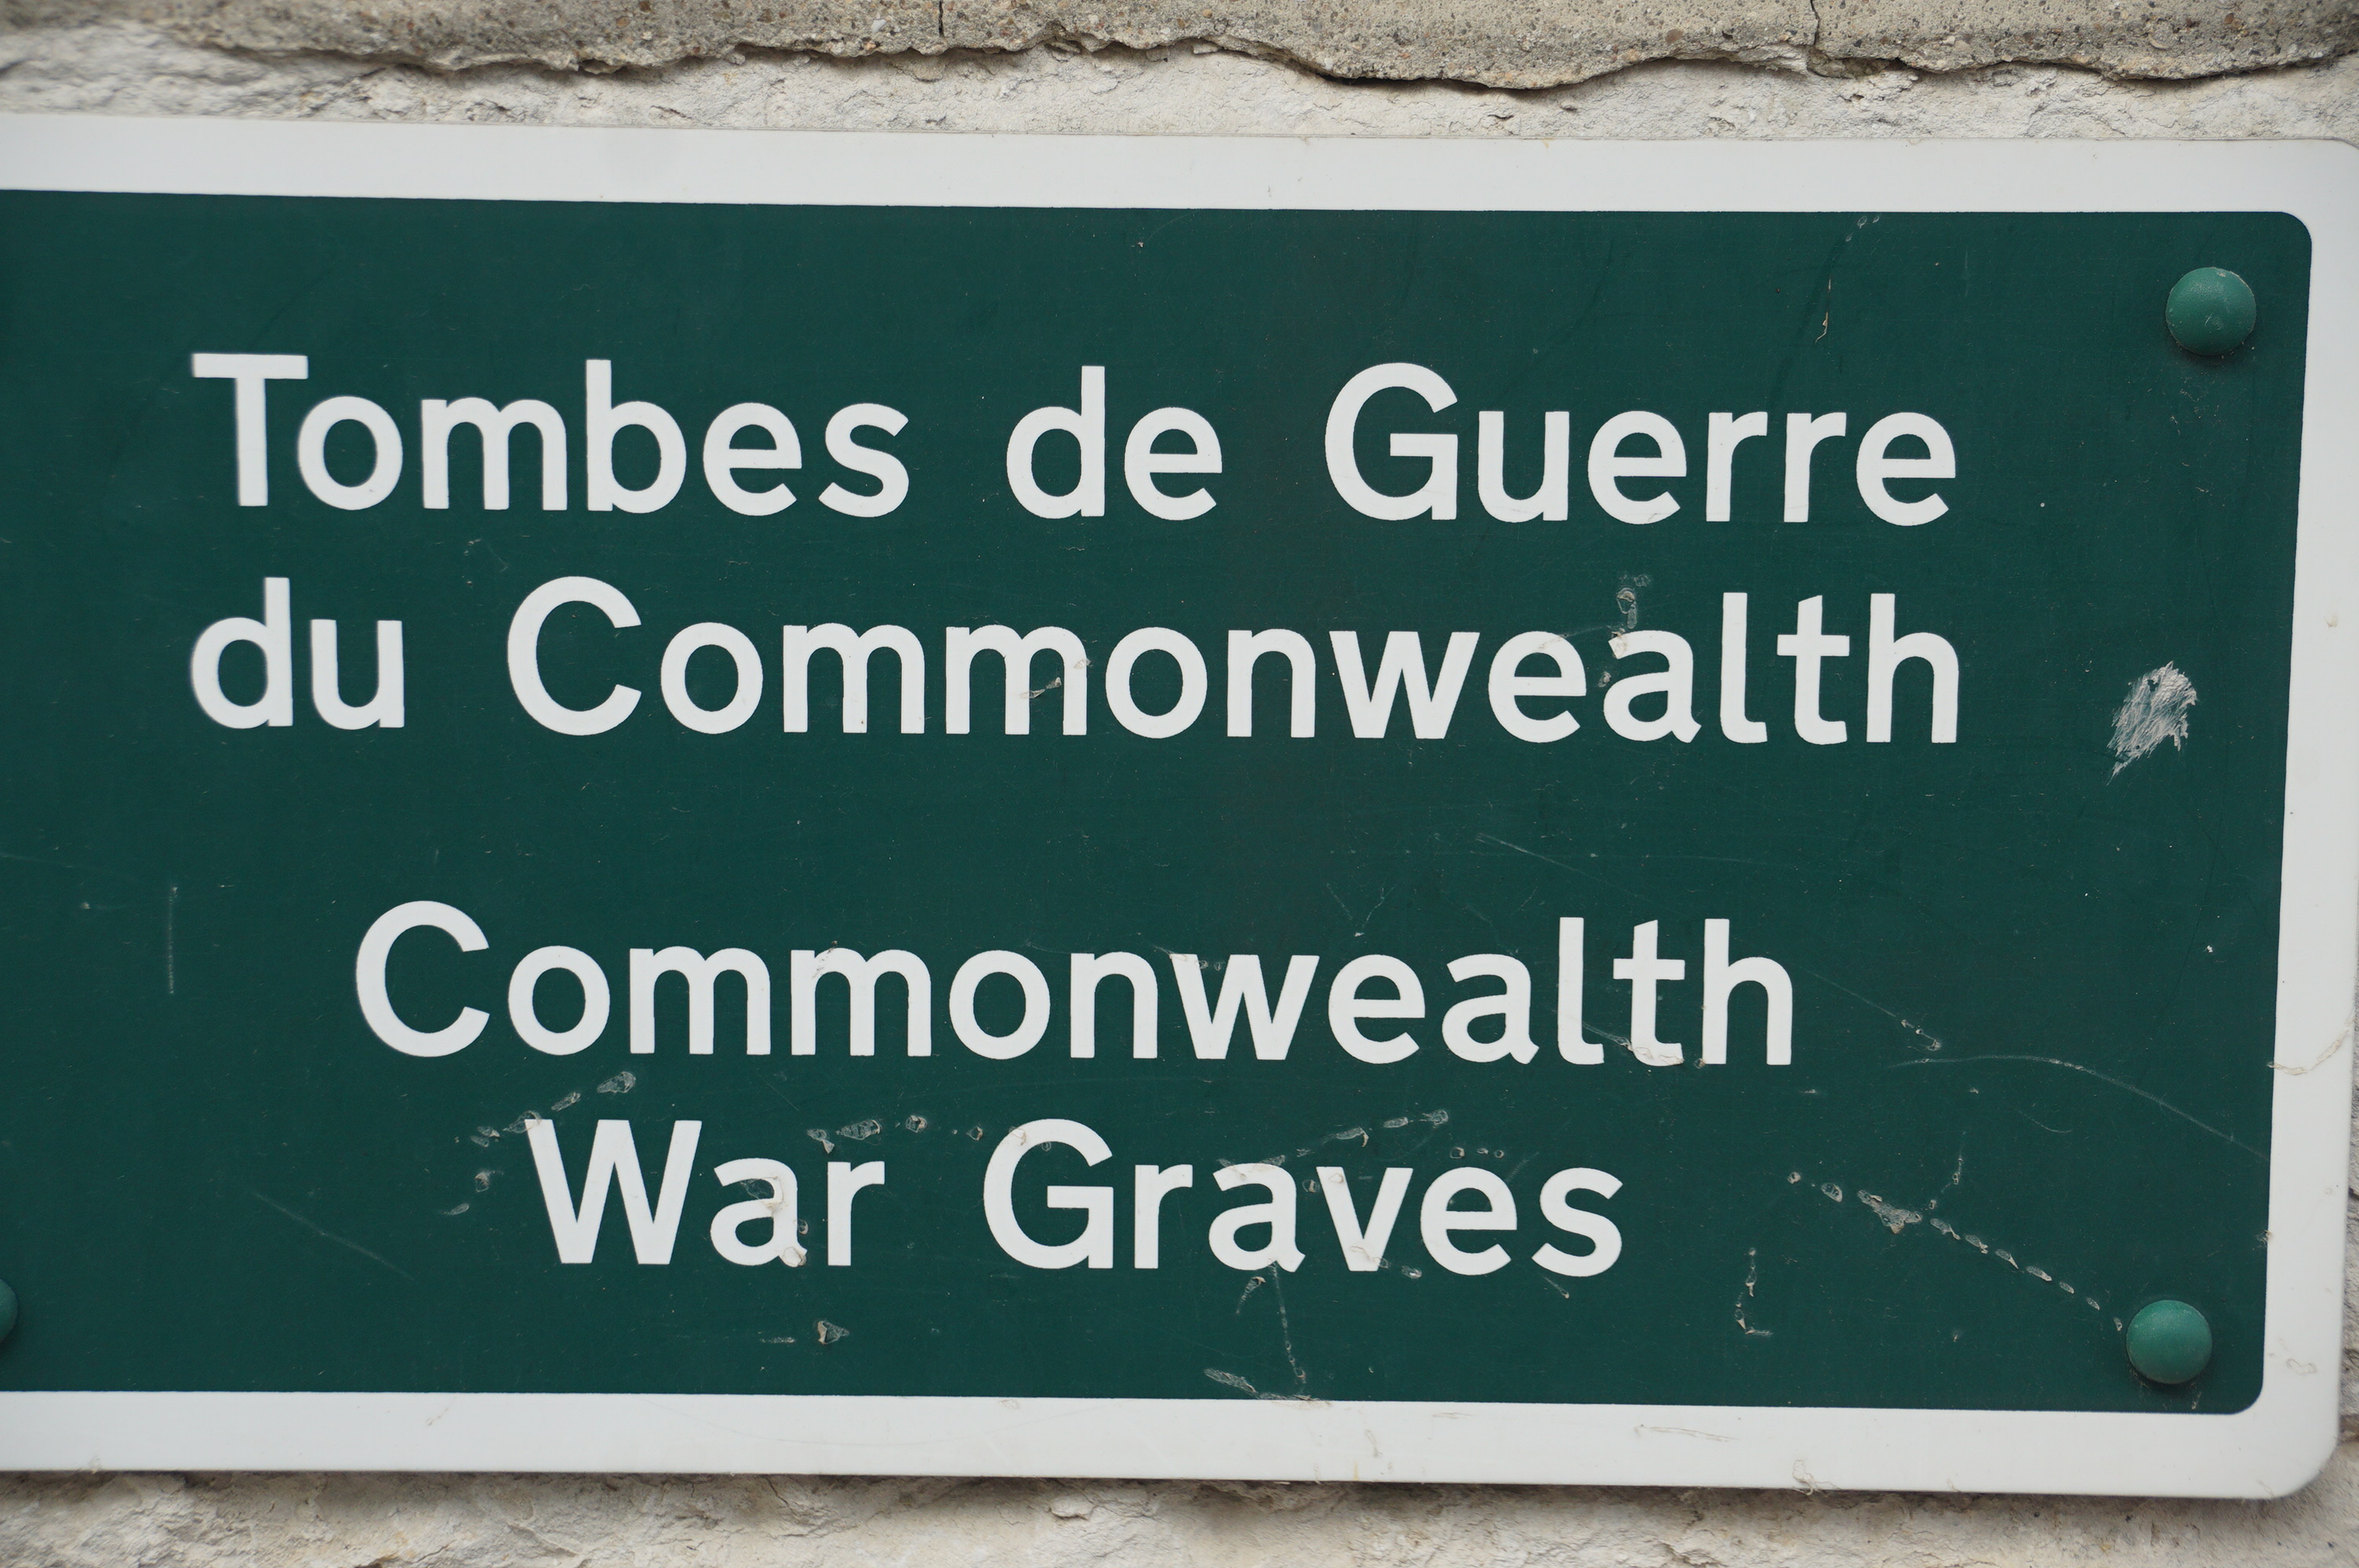 Tombes de Guerre
du Commonwealth
Commonwealth
War Graves